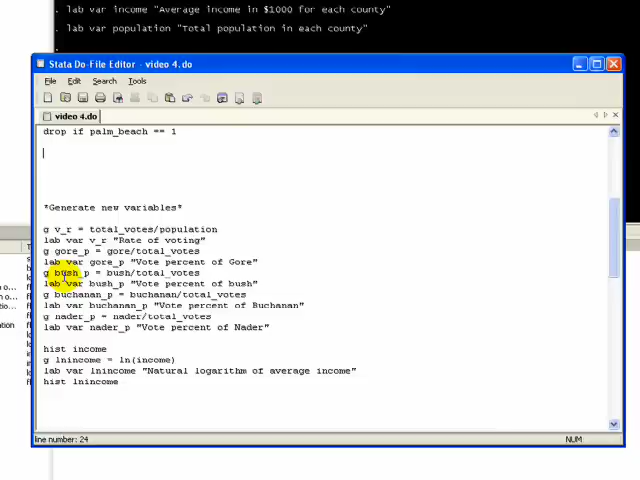 . lab var income "Average income in $1000 for each county"
. lab var population "Total population in each county"
.
Stata Do-File Editor - video 4.do
File Edit Search Tools
video 4.do
drop if palm_beach == 1
*Generate new variables*
g v_r = total_votes/population
lab var v_r "Rate of voting"
g gore_p = gore/total_votes
lab var gore_p "Vote percent of Gore"
g bush_p = bush/total_votes
lab var bush_p "Vote percent of bush"
g buchanan_p = buchanan/total_votes
lab var buchanan_p "Vote percent of Buchanan"
g nader_p = nader/total_votes
lab var nader_p "Vote percent of Nader"
hist income
g lnincome = ln(income)
lab var lnincome "Natural logarithm of average income"
hist lnincome
line number: 24
NUM